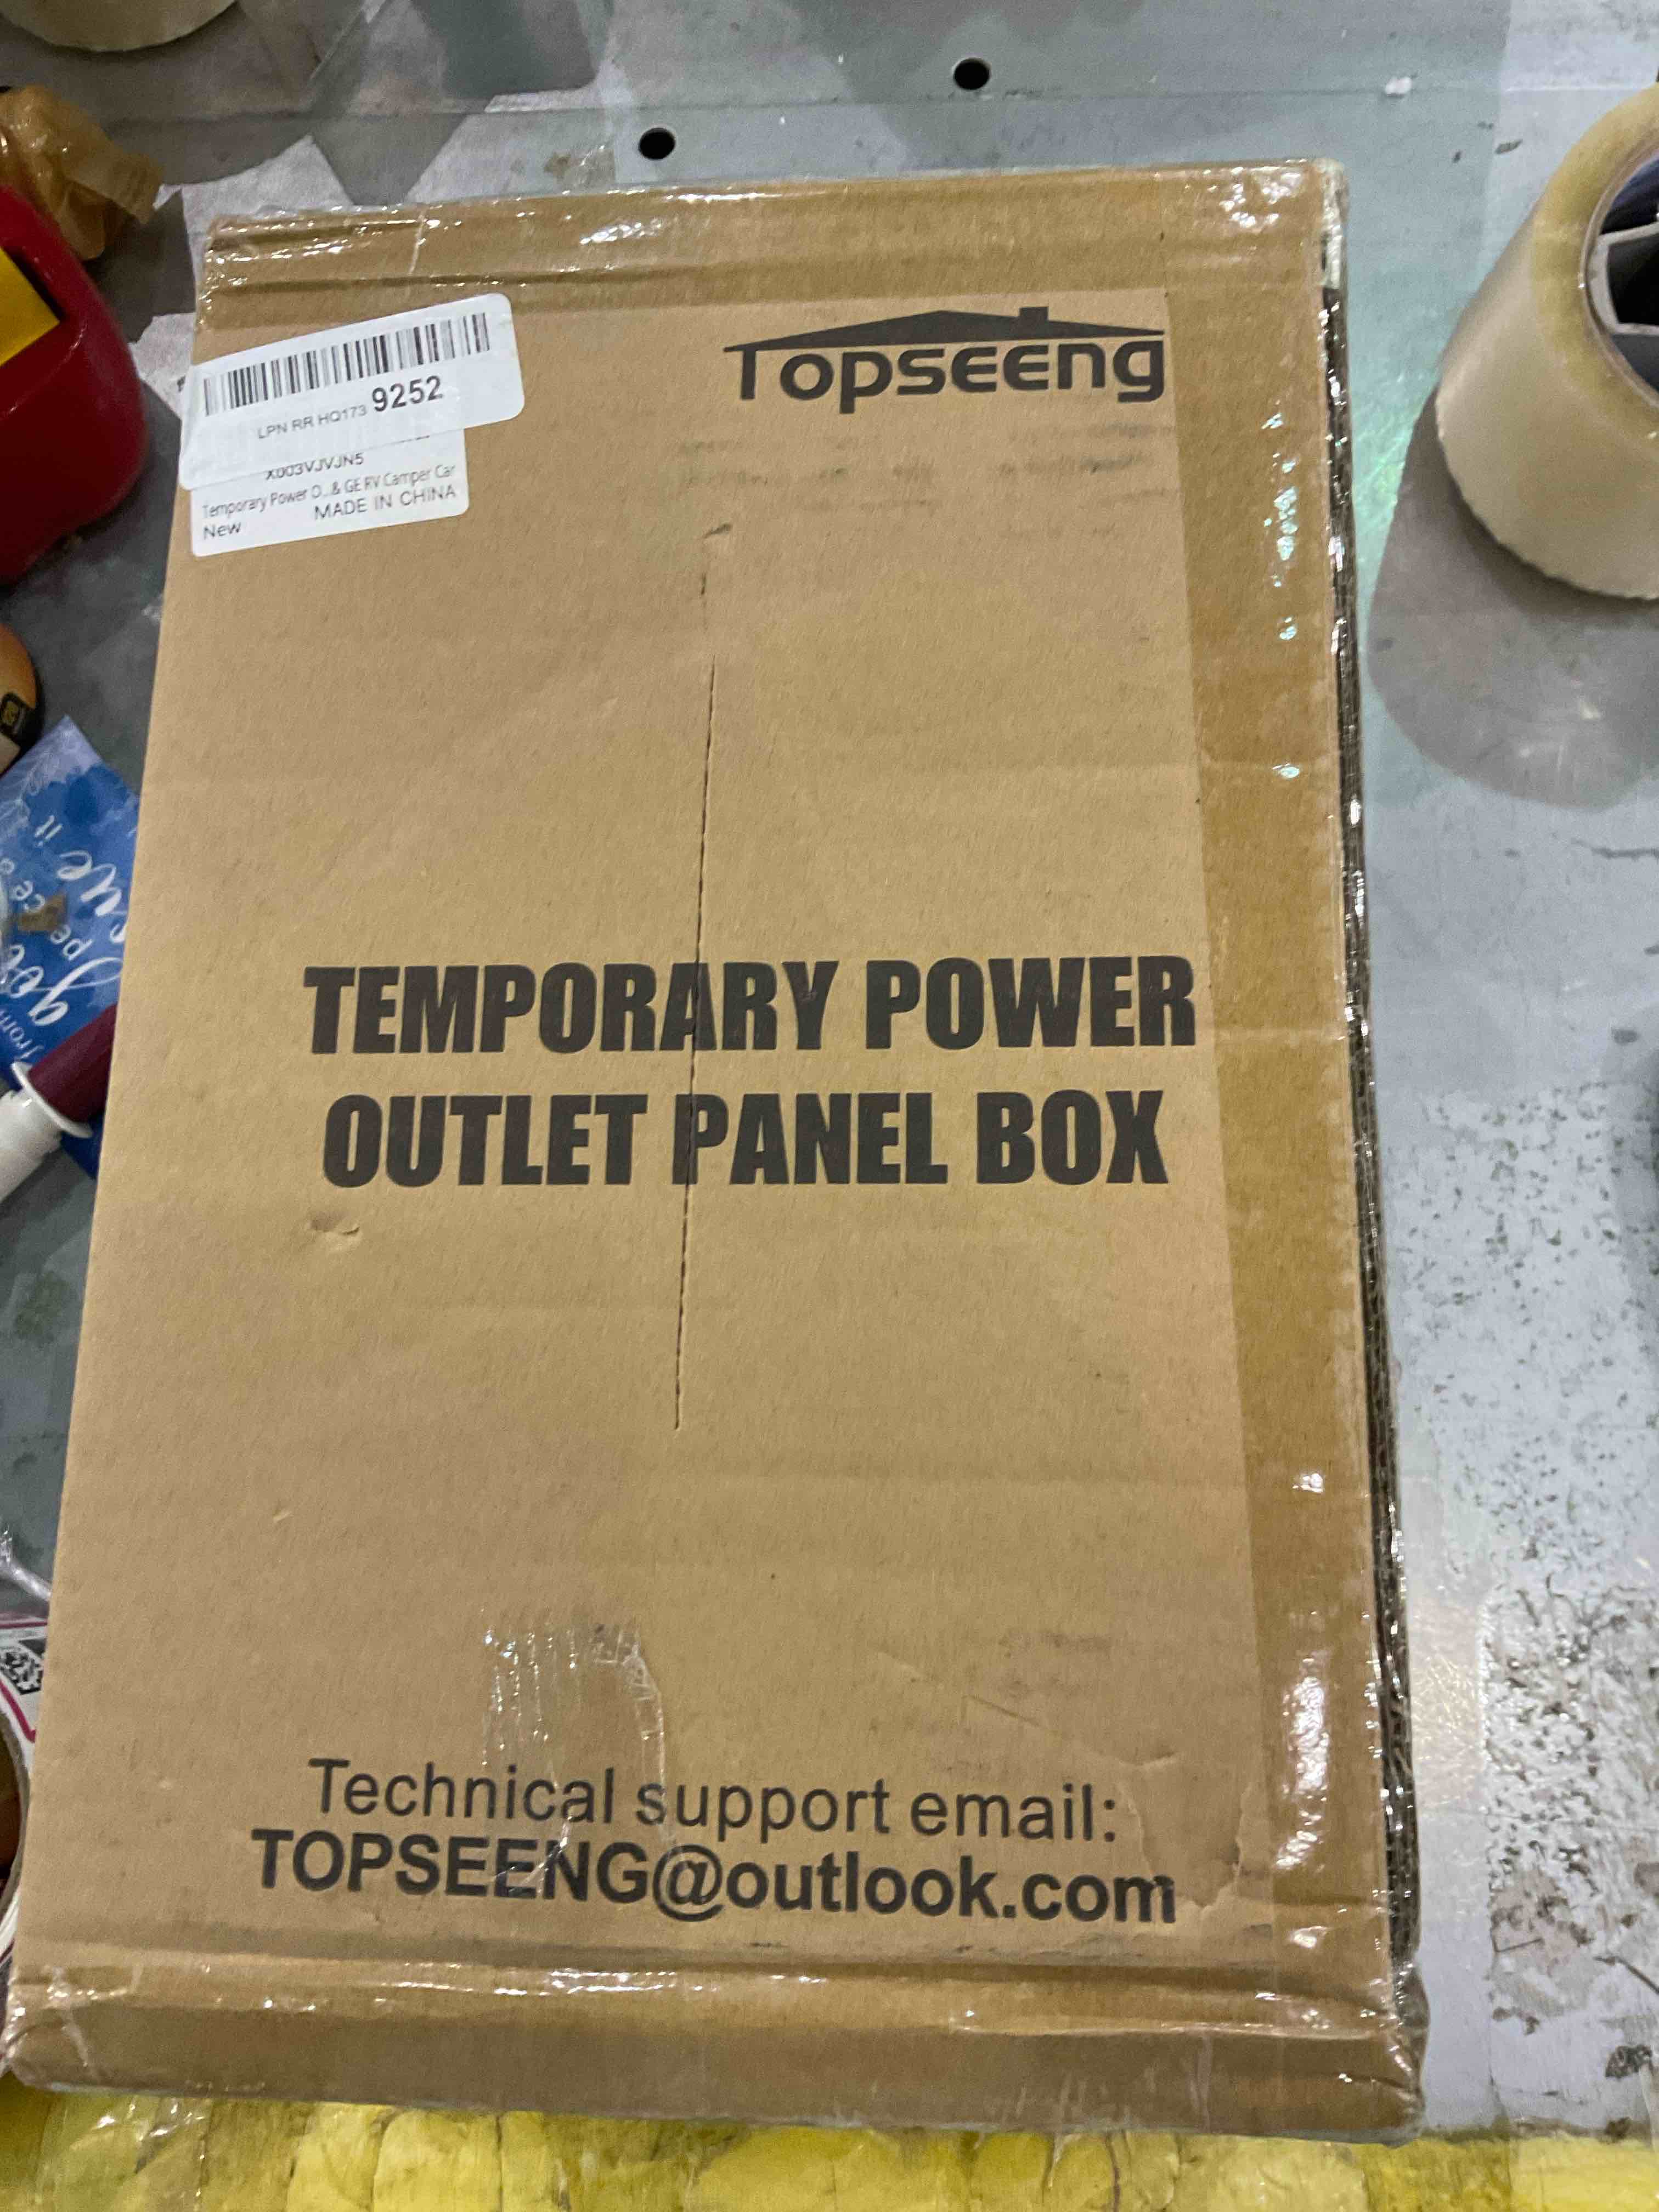 LPN RR HQ173 9252
X003VJVJN5
Temporary Power O...& GE RV Camper Car
New
MADE IN CHINA
Topseeng
TEMPORARY POWER
OUTLET PANEL BOX
Technical support email:
TOPSEENG@outlook.com
it